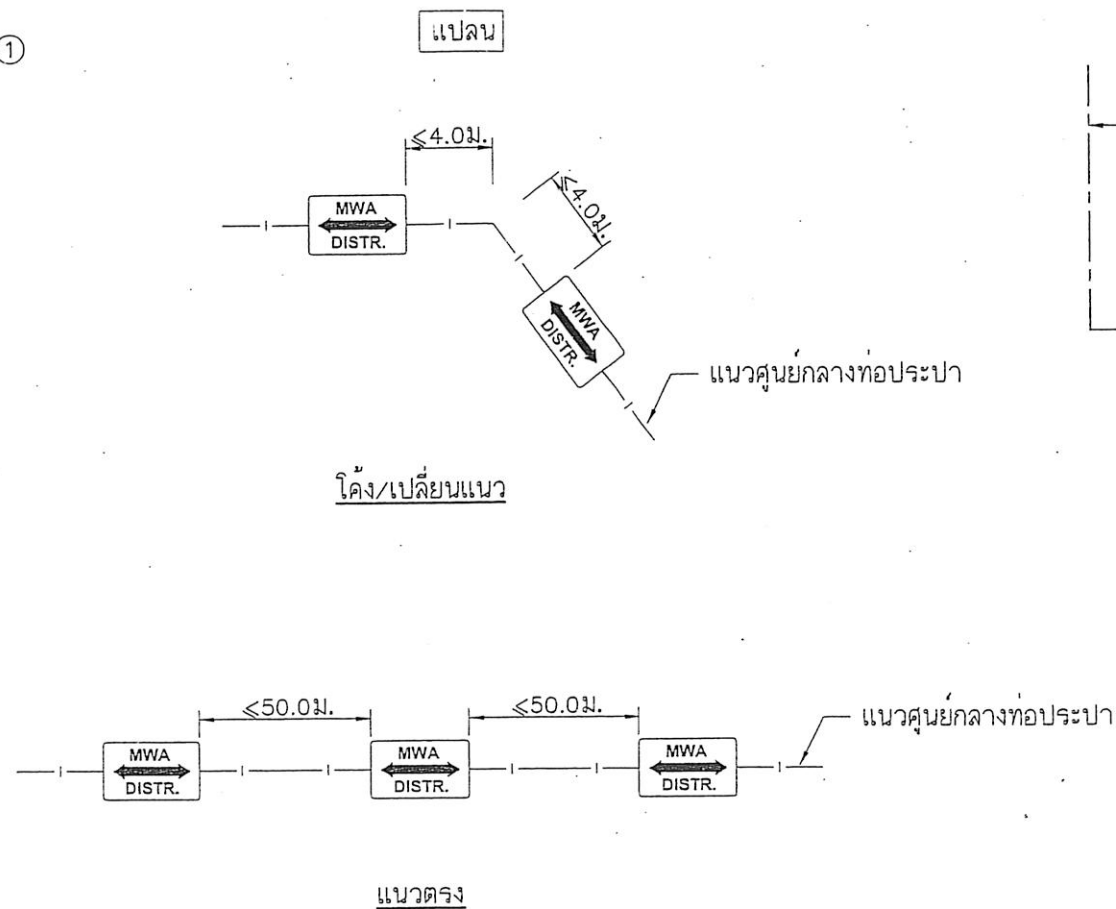 ①
แปลน
≤4.0ม.
≤4.0ม.
MWA
DISTR.
MWA
DISTR.
แนวศูนย์กลางท่อประปา
โค้ง/เปลี่ยนแนว
≤50.0ม.
≤50.0ม.
แนวศูนย์กลางท่อประปา
MWA
DISTR.
MWA
DISTR.
MWA
DISTR.
แนวตรง